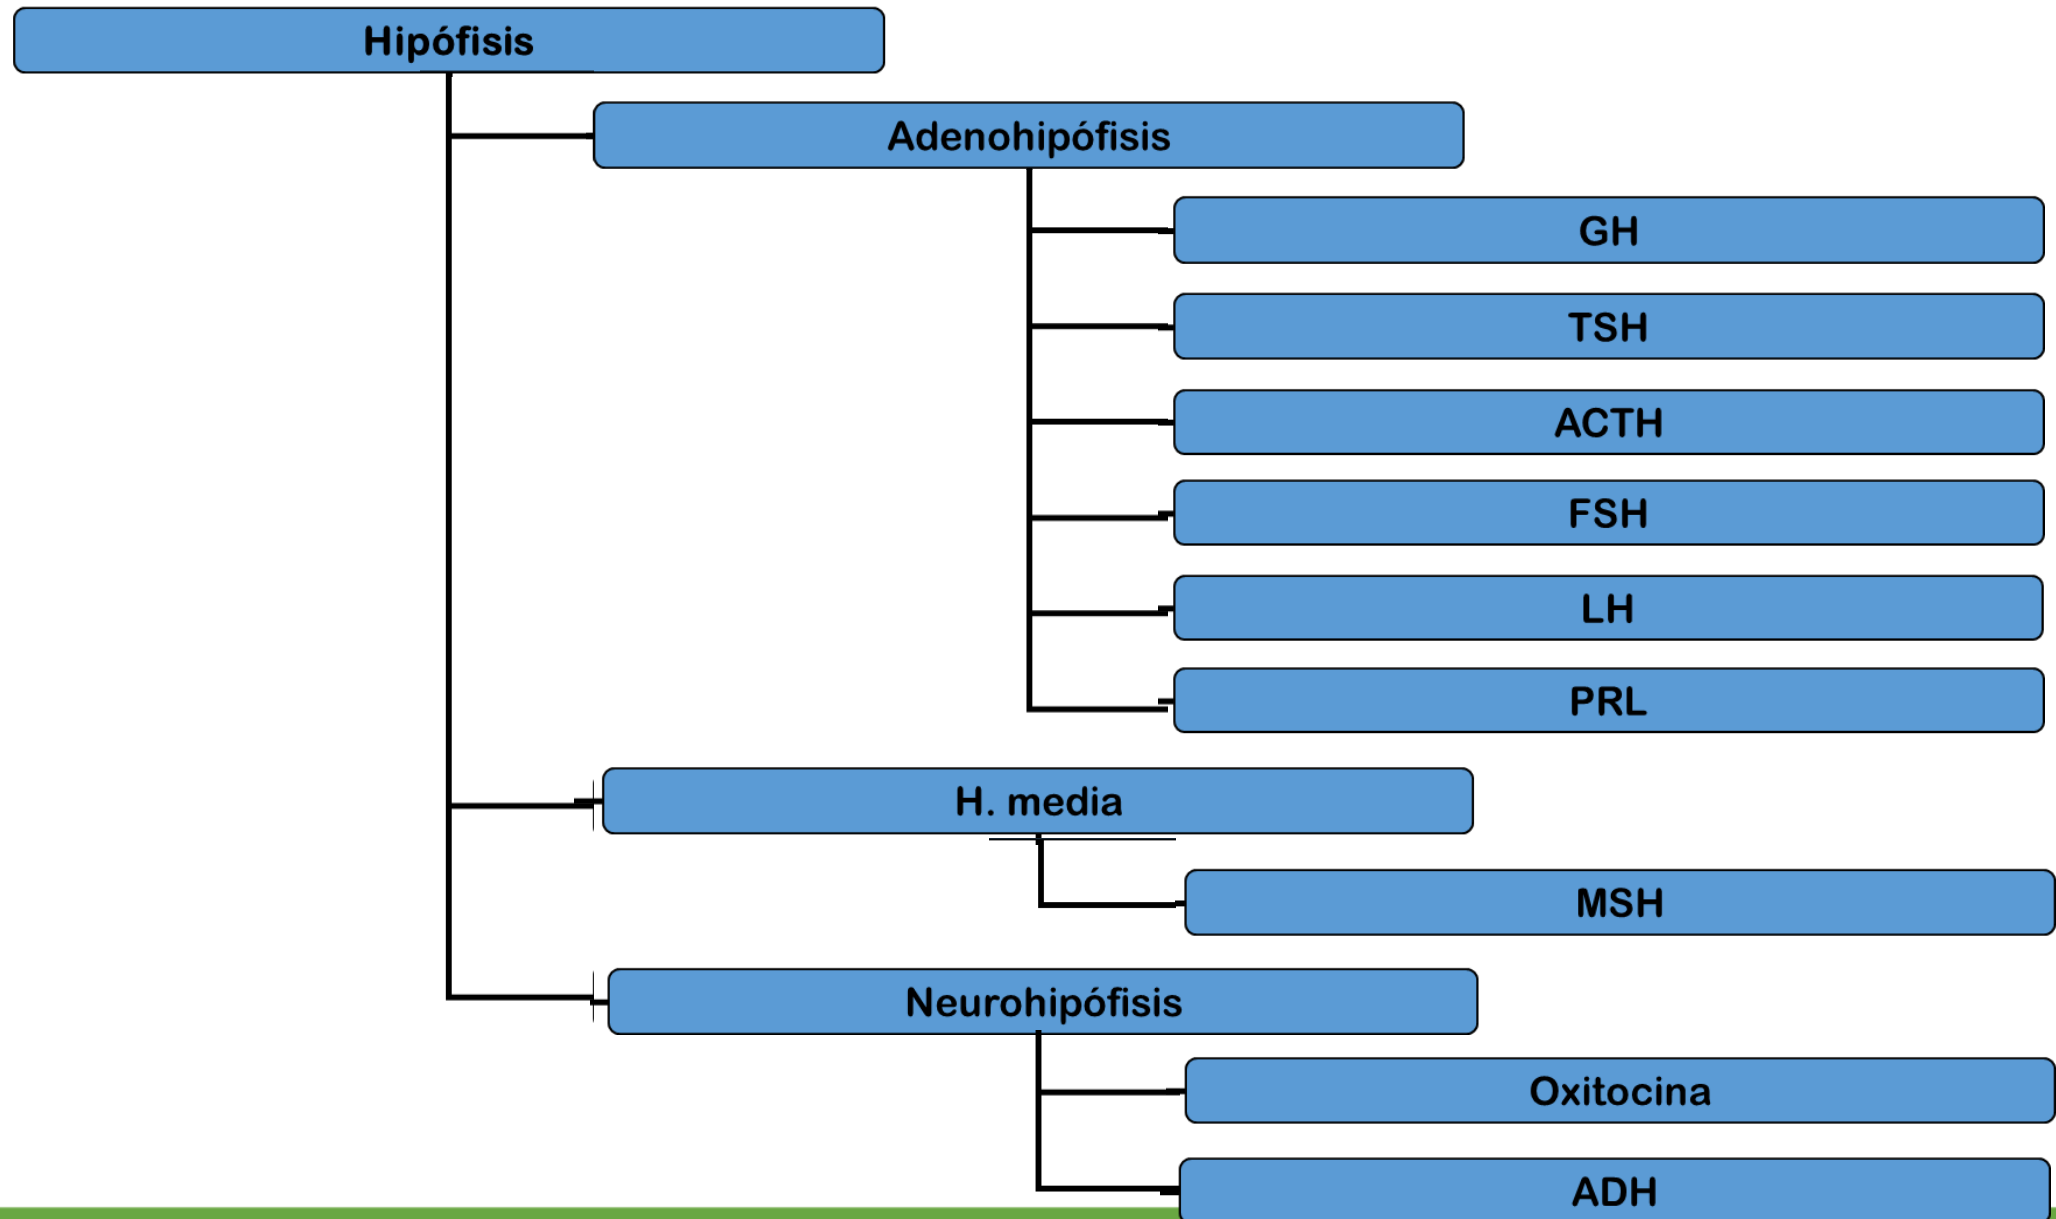 Hipófisis
Adenohipófisis
GH
TSH
ACTH
FSH
LH
PRL
H. media
MSH
Neurohipófisis
Oxitocina
ADH